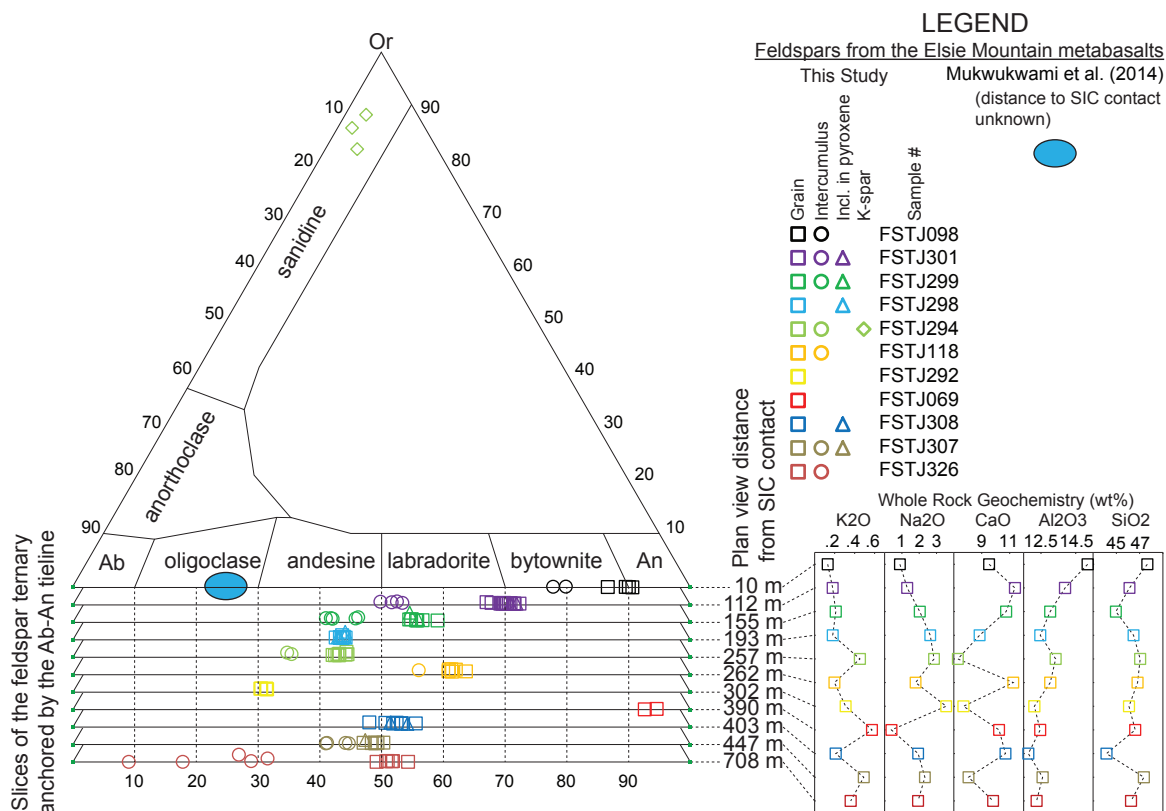 LEGEND
Feldspars from the Elsie Mountain metabasalts
This Study
Mukwukwami et al. (2014)
(distance to SIC contact
unknown)
Grain
Intercumulus
Incl. in pyroxene
K-spar
Sample #
FSTJ098
FSTJ301
FSTJ299
FSTJ298
FSTJ294
FSTJ118
FSTJ292
FSTJ069
FSTJ308
FSTJ307
FSTJ326
Or
10
20
30
40
50
60
70
80
90
90
80
70
60
50
40
30
20
10
sanidine
anorthoclase
Ab
oligoclase
andesine
labradorite
bytownite
An
Slices of the feldspar ternary
anchored by the Ab-An tieline
Plan view distance
from SIC contact
10 m
112 m
155 m
193 m
257 m
262 m
302 m
390 m
403 m
447 m
708 m
10 20 30 40 50 60 70 80 90
Whole Rock Geochemistry (wt%)
K2O Na2O CaO Al2O3 SiO2
.2 .4 .6 1 2 3 9 11 12.5 14.5 45 47